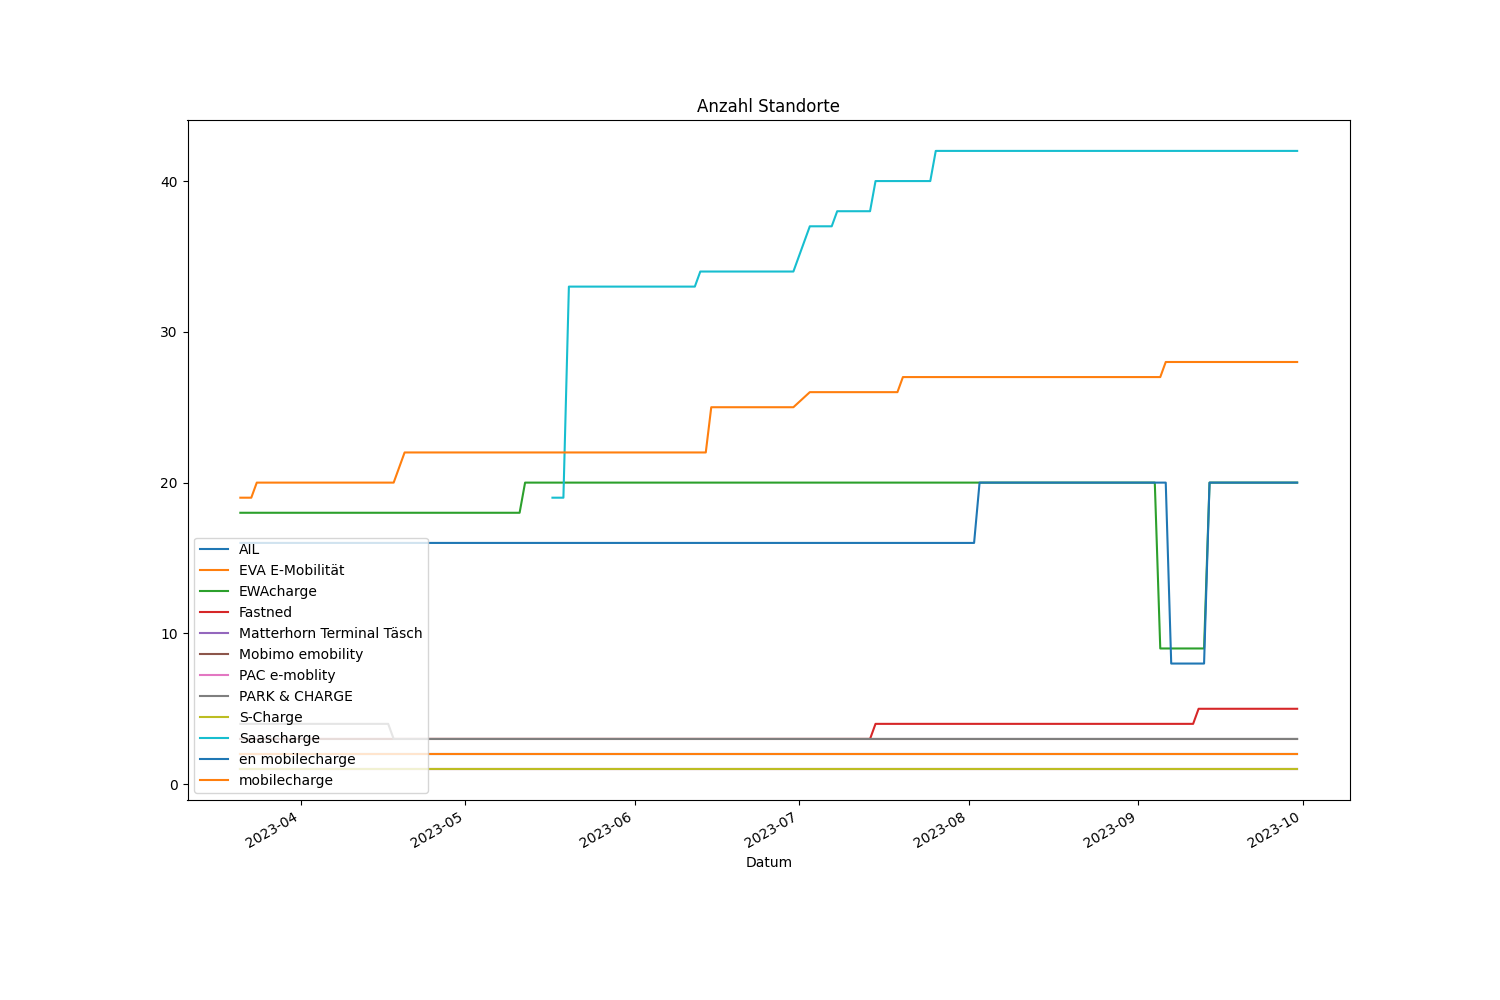 Anzahl Standorte
40
30
20
10
0
AIL
EVA E-Mobilität
EWAcharge
Fastned
Matterhorn Terminal Täsch
Mobimo emobility
PAC e-moblity
PARK & CHARGE
S-Charge
Saascharge
en mobilecharge
mobilecharge
2023-04
2023-05
2023-06
2023-07
2023-08
2023-09
2023-10
Datum